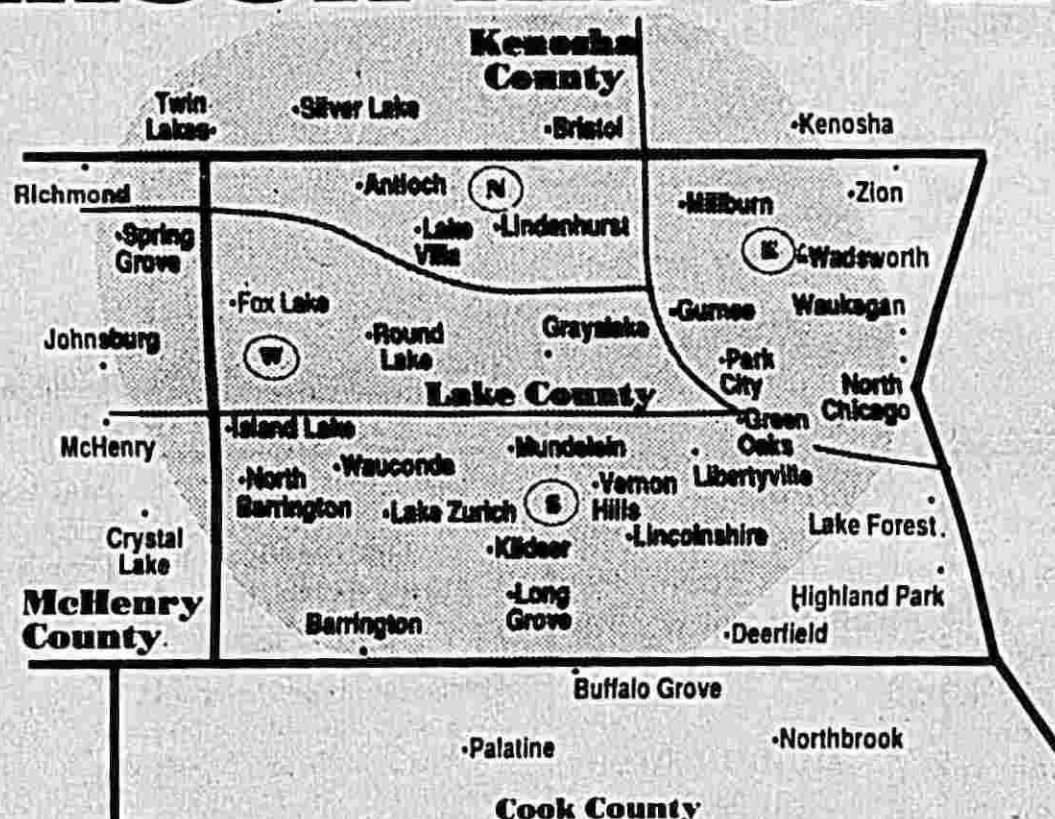 Kenosha
County
Twin
Lakes
Silver Lake
Bristol
Kenosha
Richmond
Antioch
N
Millburn
Zion
Spring
Grove
Lake
Villa
Lindenhurst
E
Wadsworth
Fox Lake
Gurnee
Waukegan
Johnsburg
W
Round
Lake
Grayslake
Park
City
North
Chicago
Lake County
Green
Oaks
McHenry
Island Lake
Mundelein
Libertyville
North
Barrington
Wauconda
Vernon
Hills
Lake Zurich
S
Lincolnshire
Lake Forest
Crystal
Lake
Kildeer
McHenry
County
Long
Grove
Highland Park
Barrington
Deerfield
Buffalo Grove
Palatine
Northbrook
Cook County